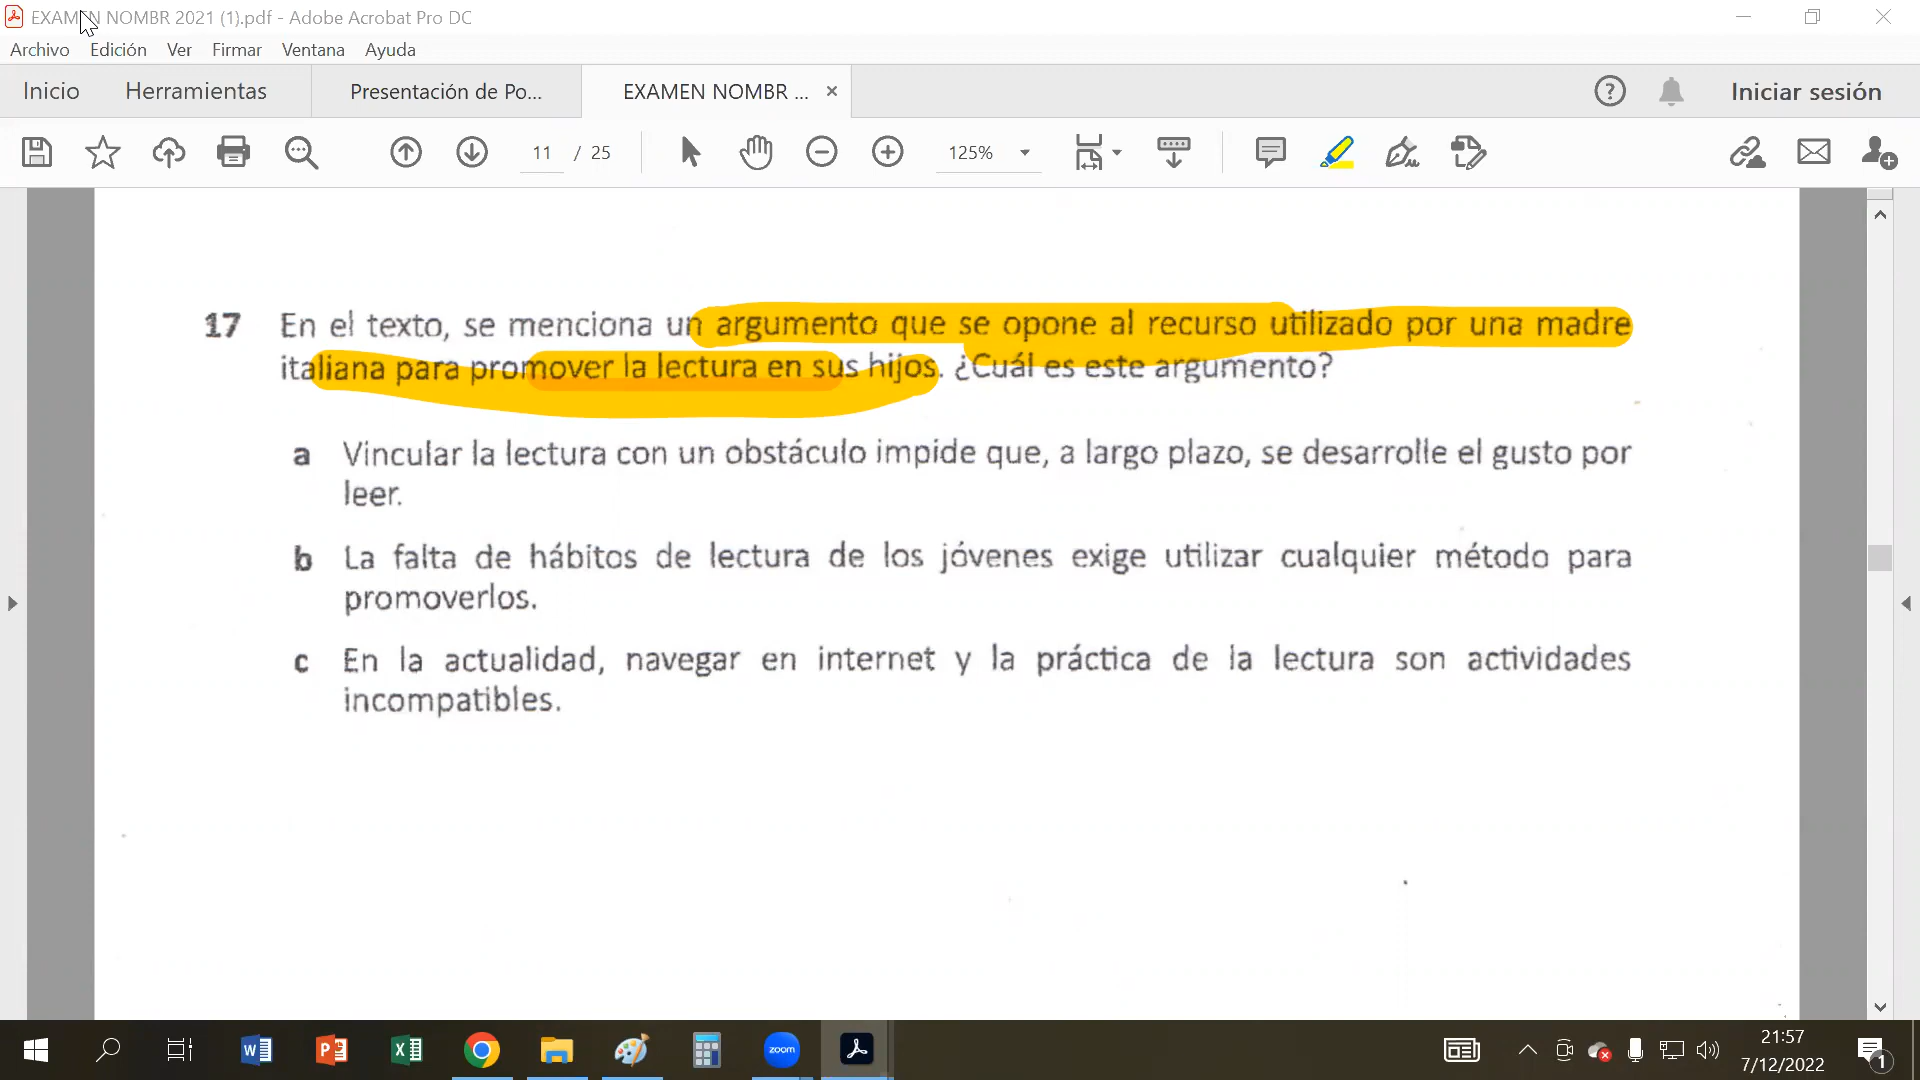 EXAMEN NOMBR 2021 (1).pdf - Adobe Acrobat Pro DC
Archivo Edición Ver Firmar Ventana Ayuda
Inicio Herramientas Presentación de Po... EXAMEN NOMBR ... × ? Iniciar sesión
11 / 25 125%
17 En el texto, se menciona un argumento que se opone al recurso utilizado por una madre
italiana para promover la lectura en sus hijos. ¿Cuál es este argumento?
a Vincular la lectura con un obstáculo impide que, a largo plazo, se desarrolle el gusto por
leer.
b La falta de hábitos de lectura de los jóvenes exige utilizar cualquier método para
promoverlos.
c En la actualidad, navegar en internet y la práctica de la lectura son actividades
incompatibles.
zoom
21:57
7/12/2022
1